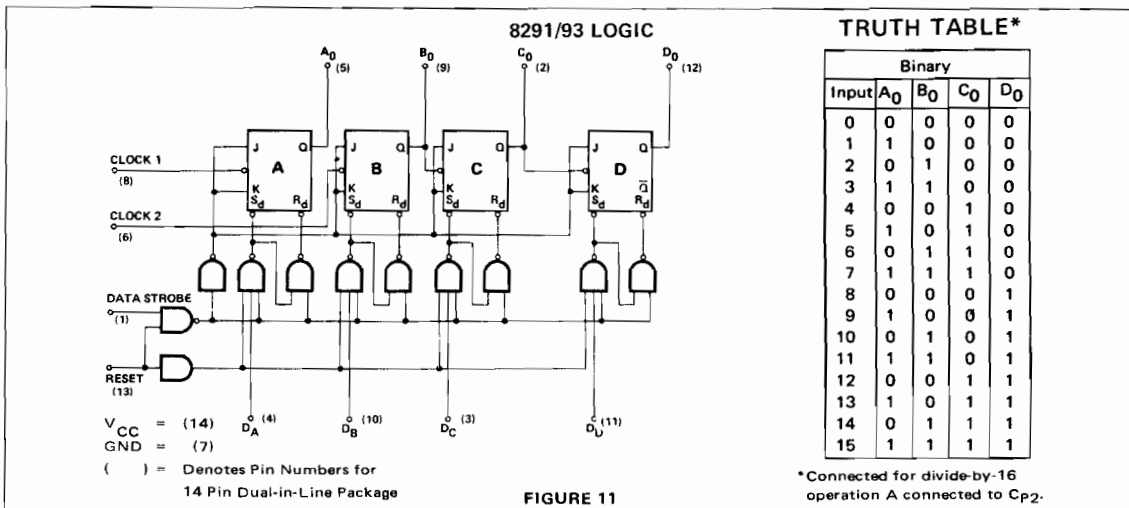 8291/93 LOGIC
A0 (5)
B0 (9)
C0 (2)
D0 (12)
J Q
A
K
Sd Rd
J Q
B
K
Sd Rd
J Q
C
K
Sd Rd
J Q
D
K Q̅
Sd Rd
CLOCK 1
(8)
CLOCK 2
(6)
DATA STROBE
(1)
RESET
(13)
DA (4)
DB (10)
DC (3)
DD (11)
VCC = (14)
GND = (7)
( ) = Denotes Pin Numbers for
14 Pin Dual-in-Line Package
FIGURE 11
TRUTH TABLE*
Binary
Input A0 B0 C0 D0
0 0 0 0 0
1 1 0 0 0
2 0 1 0 0
3 1 1 0 0
4 0 0 1 0
5 1 0 1 0
6 0 1 1 0
7 1 1 1 0
8 0 0 0 1
9 1 0 0 1
10 0 1 0 1
11 1 1 0 1
12 0 0 1 1
13 1 0 1 1
14 0 1 1 1
15 1 1 1 1
*Connected for divide-by-16
operation A connected to CP2.